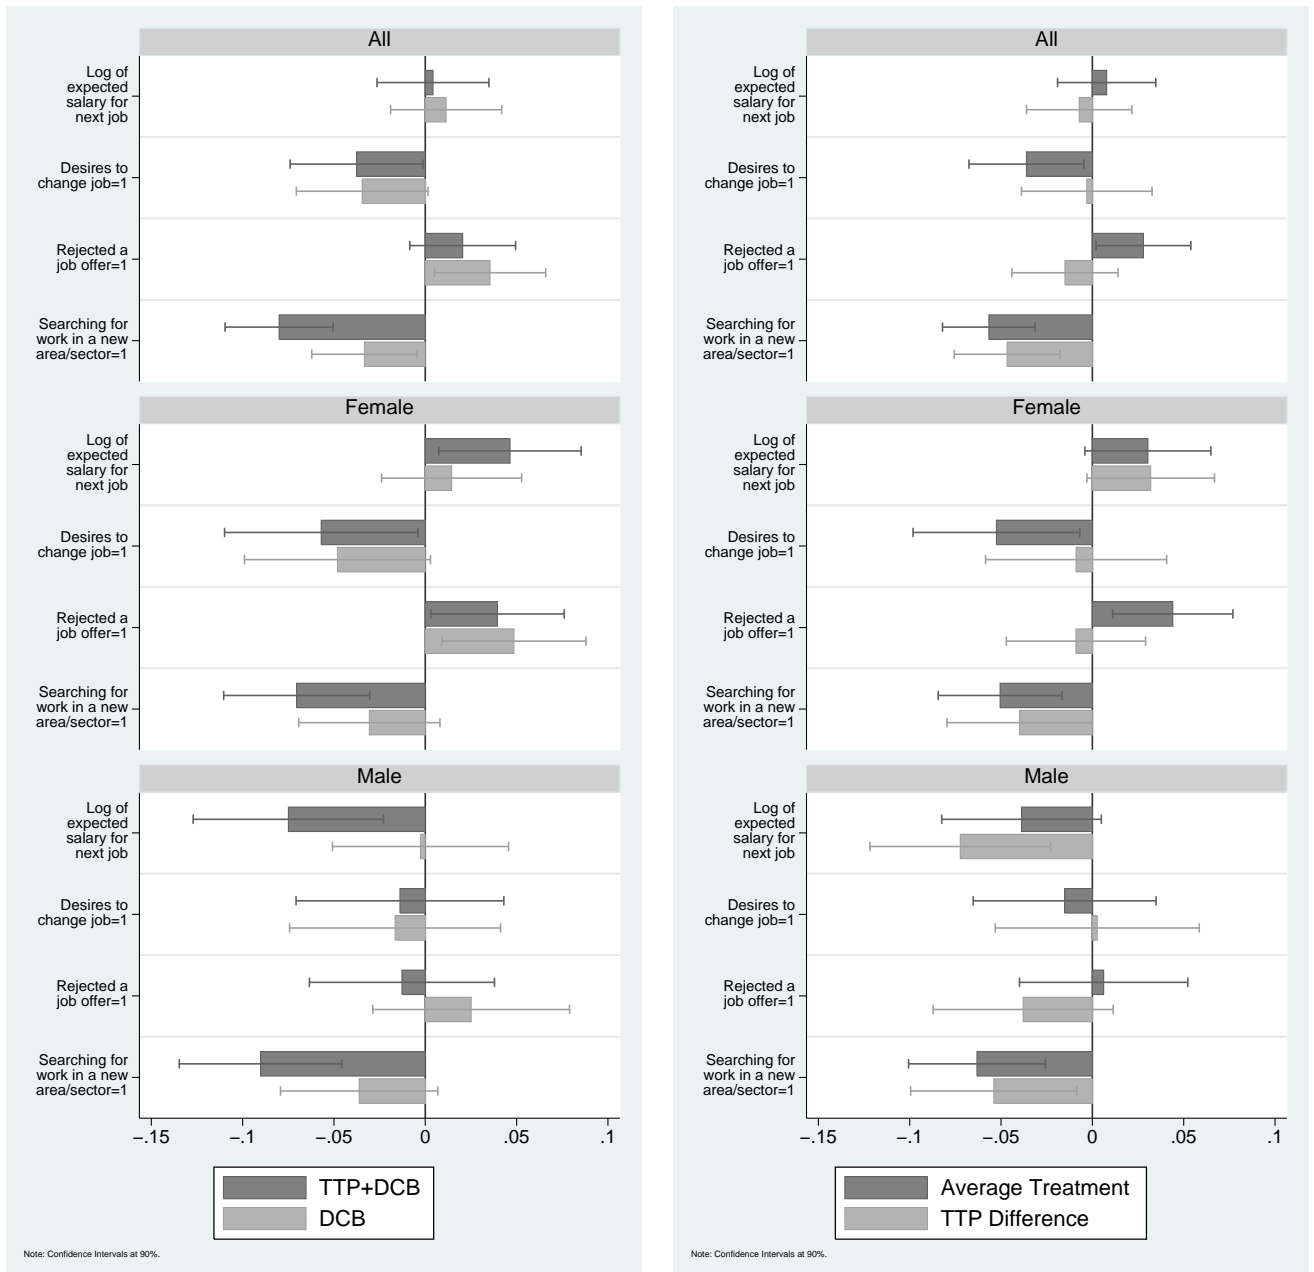 All
Log of
expected
salary for
next job
Desires to
change job=1
Rejected a
job offer=1
Searching for
work in a new
area/sector=1
Female
Log of
expected
salary for
next job
Desires to
change job=1
Rejected a
job offer=1
Searching for
work in a new
area/sector=1
Male
Log of
expected
salary for
next job
Desires to
change job=1
Rejected a
job offer=1
Searching for
work in a new
area/sector=1
−.15 −.1 −.05 0 .05 .1
TTP+DCB
DCB
Note: Confidence Intervals at 90%.
All
Log of
expected
salary for
next job
Desires to
change job=1
Rejected a
job offer=1
Searching for
work in a new
area/sector=1
Female
Log of
expected
salary for
next job
Desires to
change job=1
Rejected a
job offer=1
Searching for
work in a new
area/sector=1
Male
Log of
expected
salary for
next job
Desires to
change job=1
Rejected a
job offer=1
Searching for
work in a new
area/sector=1
−.15 −.1 −.05 0 .05 .1
Average Treatment
TTP Difference
Note: Confidence Intervals at 90%.